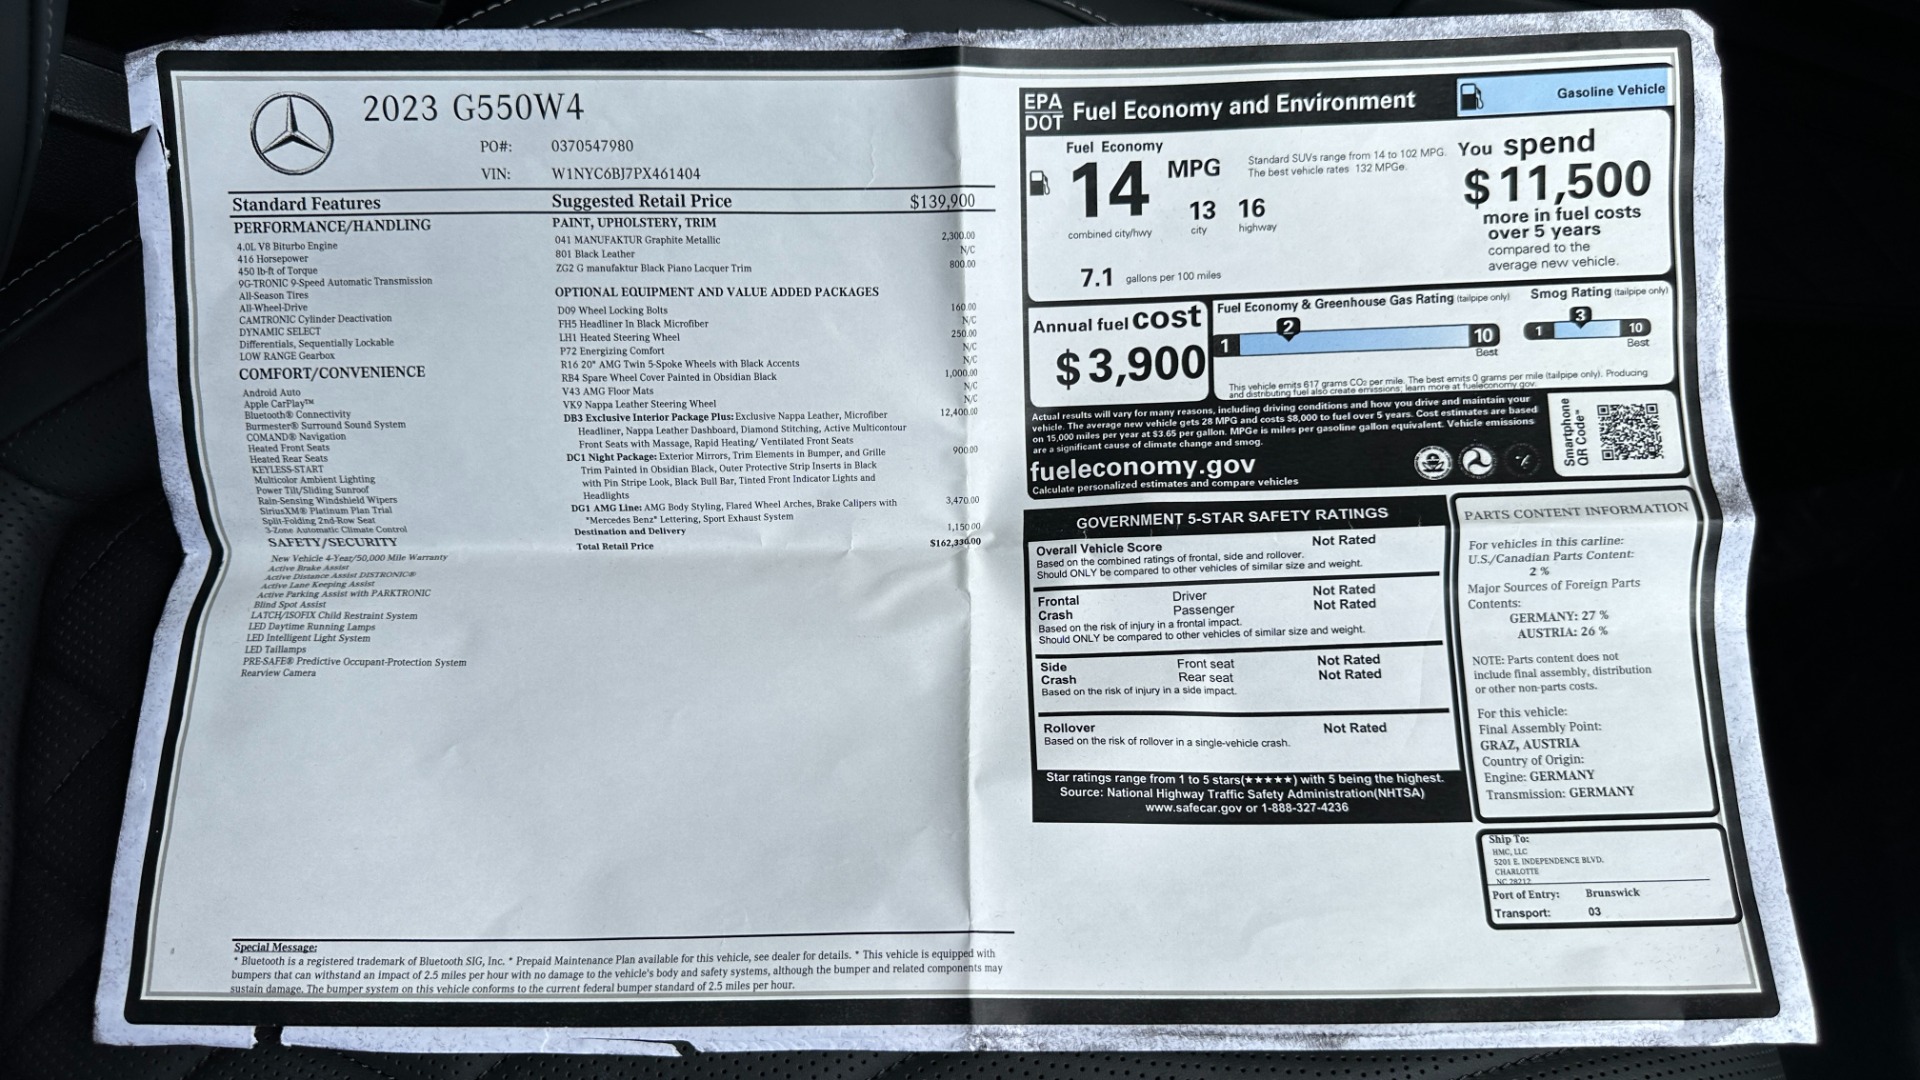 2023 G550W4
PO#: 0370547980
VIN: W1NYC6BJ7PX461404
Standard Features
PERFORMANCE/HANDLING
4.0L V8 Biturbo Engine
416 Horsepower
450 lb-ft of Torque
9G-TRONIC 9-Speed Automatic Transmission
All-Season Tires
All-Wheel-Drive
CAMTRONIC Cylinder Deactivation
DYNAMIC SELECT
Differentials, Sequentially Lockable
LOW RANGE Gearbox
COMFORT/CONVENIENCE
Android Auto
Apple CarPlay™
Bluetooth® Connectivity
Burmester® Surround Sound System
COMAND® Navigation
Heated Front Seats
Heated Rear Seats
KEYLESS-START
Multicolor Ambient Lighting
Power Tilt/Sliding Sunroof
Rain-Sensing Windshield Wipers
SiriusXM® Platinum Plan Trial
Split-Folding 2nd-Row Seat
3-Zone Automatic Climate Control
SAFETY/SECURITY
New Vehicle 4-Year/50,000 Mile Warranty
Active Brake Assist
Active Distance Assist DISTRONIC®
Active Lane Keeping Assist
Active Parking Assist with PARKTRONIC
Blind Spot Assist
LATCH/ISOFIX Child Restraint System
LED Daytime Running Lamps
LED Intelligent Light System
LED Taillamps
PRE-SAFE® Predictive Occupant-Protection System
Rearview Camera
Suggested Retail Price $139,900
PAINT, UPHOLSTERY, TRIM
041 MANUFAKTUR Graphite Metallic 2,300.00
801 Black Leather N/C
ZG2 G manufaktur Black Piano Lacquer Trim 800.00
OPTIONAL EQUIPMENT AND VALUE ADDED PACKAGES
D09 Wheel Locking Bolts 160.00
FH5 Headliner In Black Microfiber N/C
LH1 Heated Steering Wheel 250.00
P72 Energizing Comfort N/C
R16 20" AMG Twin 5-Spoke Wheels with Black Accents N/C
RB4 Spare Wheel Cover Painted in Obsidian Black 1,000.00
V43 AMG Floor Mats N/C
VK9 Nappa Leather Steering Wheel N/C
DB3 Exclusive Interior Package Plus: Exclusive Nappa Leather, Microfiber 12,400.00
Headliner, Nappa Leather Dashboard, Diamond Stitching, Active Multicontour
Front Seats with Massage, Rapid Heating/ Ventilated Front Seats
DC1 Night Package: Exterior Mirrors, Trim Elements in Bumper, and Grille 900.00
Trim Painted in Obsidian Black, Outer Protective Strip Inserts in Black
with Pin Stripe Look, Black Bull Bar, Tinted Front Indicator Lights and
Headlights
DG1 AMG Line: AMG Body Styling, Flared Wheel Arches, Brake Calipers with 3,470.00
"Mercedes Benz" Lettering, Sport Exhaust System
Destination and Delivery 1,150.00
Total Retail Price $162,330.00
Special Message:
* Bluetooth is a registered trademark of Bluetooth SIG, Inc. * Prepaid Maintenance Plan available for this vehicle, see dealer for details. * This vehicle is equipped with
bumpers that can withstand an impact of 2.5 miles per hour with no damage to the vehicle's body and safety systems, although the bumper and related components may
sustain damage. The bumper system on this vehicle conforms to the current federal bumper standard of 2.5 miles per hour.
EPA
DOT
Fuel Economy and Environment
Gasoline Vehicle
Fuel Economy
14 MPG
combined city/hwy
13 city
16 highway
Standard SUVs range from 14 to 102 MPG.
The best vehicle rates 132 MPGe.
7.1 gallons per 100 miles
You spend
$11,500
more in fuel costs
over 5 years
compared to the
average new vehicle.
Annual fuel cost
$3,900
Fuel Economy & Greenhouse Gas Rating (tailpipe only)
2
1
10
Best
Smog Rating (tailpipe only)
3
1
10
Best
This vehicle emits 617 grams CO2 per mile. The best emits 0 grams per mile (tailpipe only). Producing
and distributing fuel also create emissions; learn more at fueleconomy.gov.
Actual results will vary for many reasons, including driving conditions and how you drive and maintain your
vehicle. The average new vehicle gets 28 MPG and costs $8,000 to fuel over 5 years. Cost estimates are based
on 15,000 miles per year at $3.65 per gallon. MPGe is miles per gasoline gallon equivalent. Vehicle emissions
are a significant cause of climate change and smog.
fueleconomy.gov
Calculate personalized estimates and compare vehicles
Smartphone
QR Code™
GOVERNMENT 5-STAR SAFETY RATINGS
Overall Vehicle Score Not Rated
Based on the combined ratings of frontal, side and rollover.
Should ONLY be compared to other vehicles of similar size and weight.
Frontal Driver Not Rated
Crash Passenger Not Rated
Based on the risk of injury in a frontal impact.
Should ONLY be compared to other vehicles of similar size and weight.
Side Front seat Not Rated
Crash Rear seat Not Rated
Based on the risk of injury in a side impact.
Rollover Not Rated
Based on the risk of rollover in a single-vehicle crash.
Star ratings range from 1 to 5 stars(★★★★★) with 5 being the highest.
Source: National Highway Traffic Safety Administration(NHTSA)
www.safecar.gov or 1-888-327-4236
PARTS CONTENT INFORMATION
For vehicles in this carline:
U.S./Canadian Parts Content:
2 %
Major Sources of Foreign Parts
Contents:
GERMANY: 27 %
AUSTRIA: 26 %
NOTE: Parts content does not
include final assembly, distribution
or other non-parts costs.
For this vehicle:
Final Assembly Point:
GRAZ, AUSTRIA
Country of Origin:
Engine: GERMANY
Transmission: GERMANY
Ship To:
HMC, LLC
5201 E. INDEPENDENCE BLVD.
CHARLOTTE
NC 28212
Port of Entry: Brunswick
Transport: 03